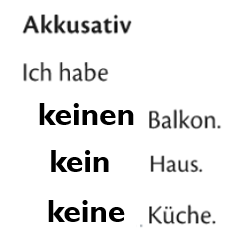 Akkusativ
Ich habe
keinen Balkon.
kein Haus.
keine Küche.